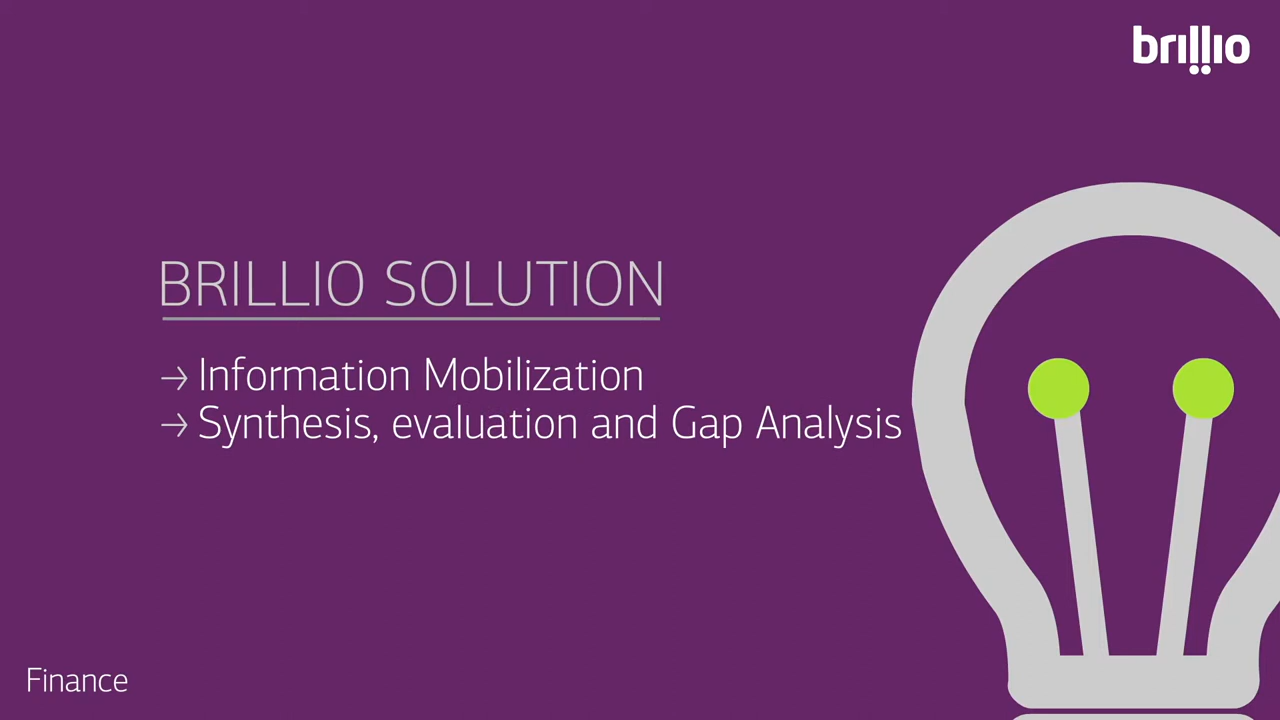 brillio
BRILLIO SOLUTION
→ Information Mobilization
→ Synthesis, evaluation and Gap Analysis
Finance